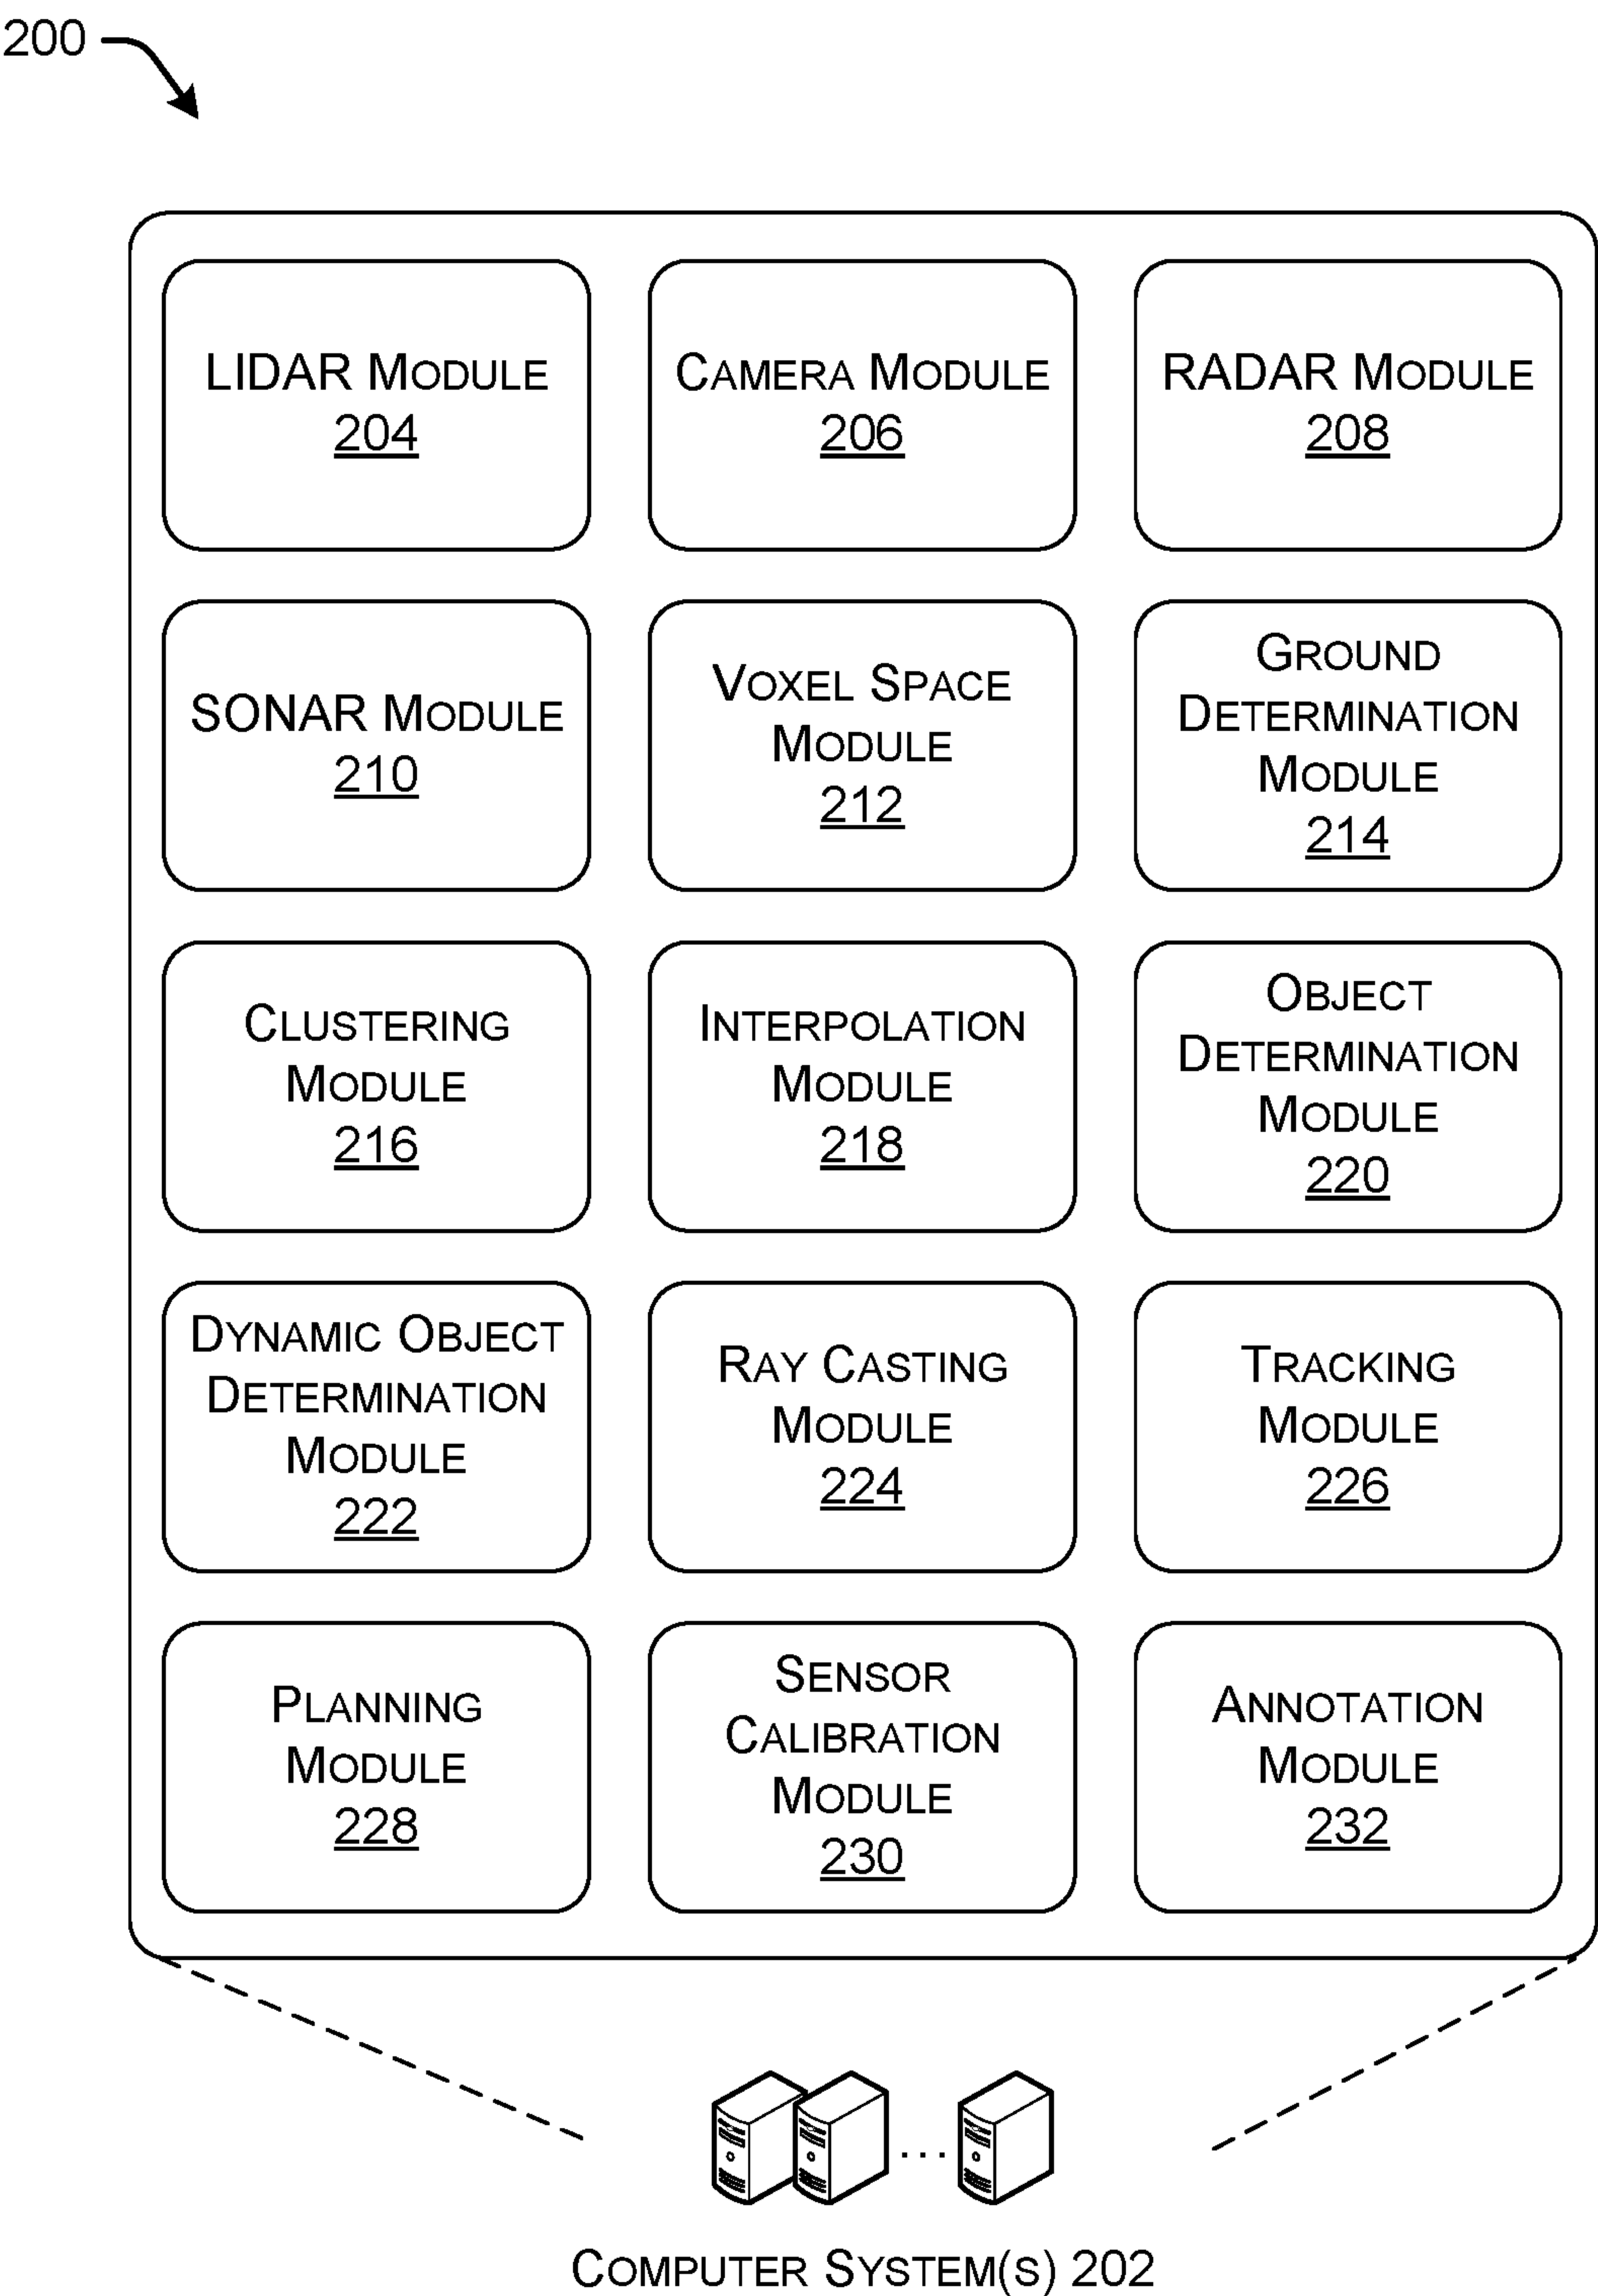 200
LIDAR MODULE
204
CAMERA MODULE
206
RADAR MODULE
208
SONAR MODULE
210
VOXEL SPACE
MODULE
212
GROUND
DETERMINATION
MODULE
214
CLUSTERING
MODULE
216
INTERPOLATION
MODULE
218
OBJECT
DETERMINATION
MODULE
220
DYNAMIC OBJECT
DETERMINATION
MODULE
222
RAY CASTING
MODULE
224
TRACKING
MODULE
226
PLANNING
MODULE
228
SENSOR
CALIBRATION
MODULE
230
ANNOTATION
MODULE
232
...
COMPUTER SYSTEM(S) 202